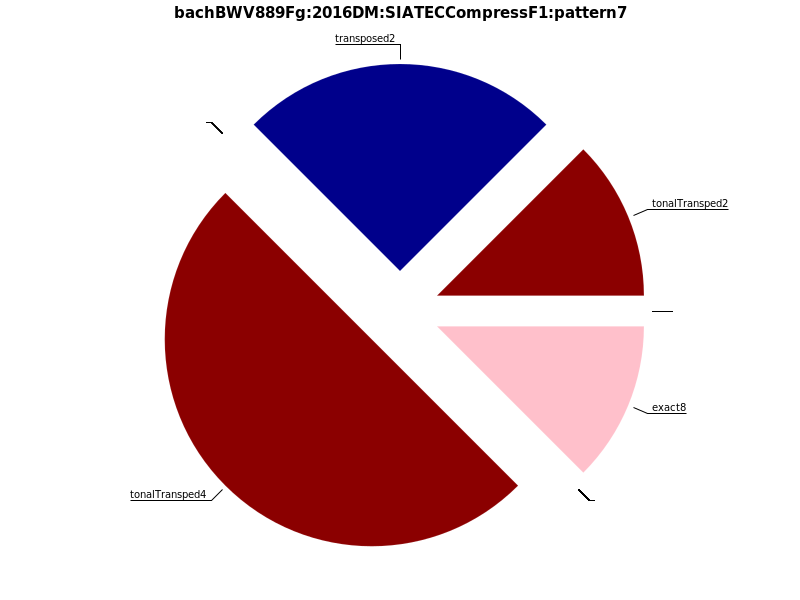 bachBWV889Fg:2016DM:SIATECCompressF1:pattern7
transposed2
tonalTransped2
exact8
tonalTransped4